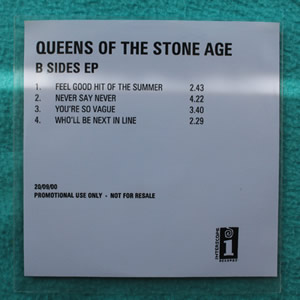 QUEENS OF THE STONE AGE
B SIDES EP
1. FEEL GOOD HIT OF THE SUMMER 2.43
2. NEVER SAY NEVER 4.22
3. YOU'RE SO VAGUE 3.40
4. WHO'LL BE NEXT IN LINE 2.29
20/09/00
PROMOTIONAL USE ONLY - NOT FOR RESALE
INTERSCOPE
RECORDS
i